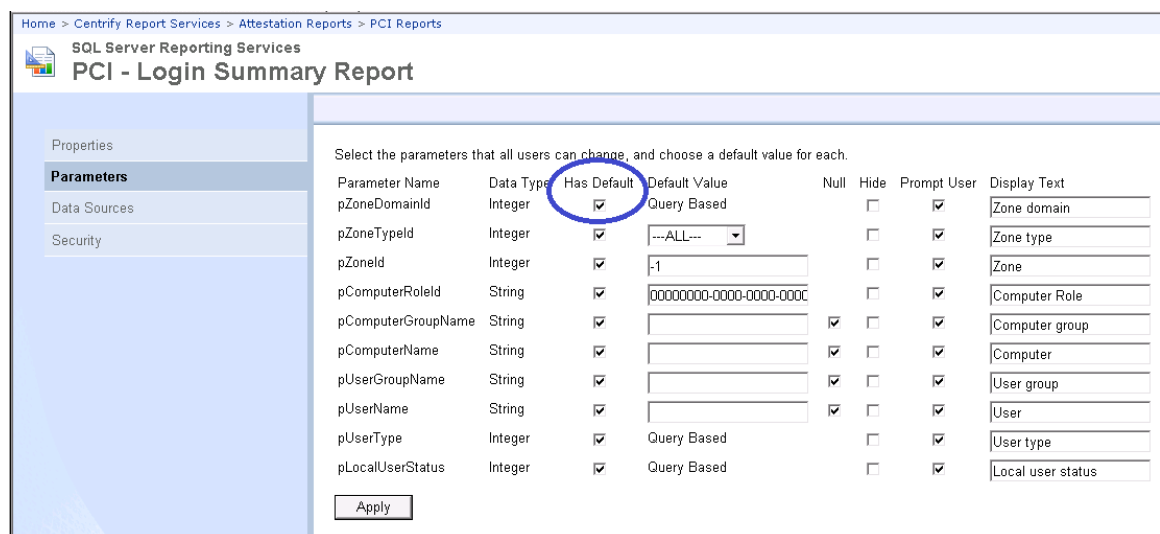 Home > Centrify Report Services > Attestation Reports > PCI Reports
SQL Server Reporting Services
PCI - Login Summary Report
Properties
Parameters
Data Sources
Security
Select the parameters that all users can change, and choose a default value for each.
Parameter Name Data Type Has Default Default Value Null Hide Prompt User Display Text
pZoneDomainId Integer Query Based Zone domain
pZoneTypeId Integer ---ALL--- Zone type
pZoneId Integer -1 Zone
pComputerRoleId String 00000000-0000-0000-000C Computer Role
pComputerGroupName String Computer group
pComputerName String Computer
pUserGroupName String User group
pUserName String User
pUserType Integer Query Based User type
pLocalUserStatus Integer Query Based Local user status
Apply